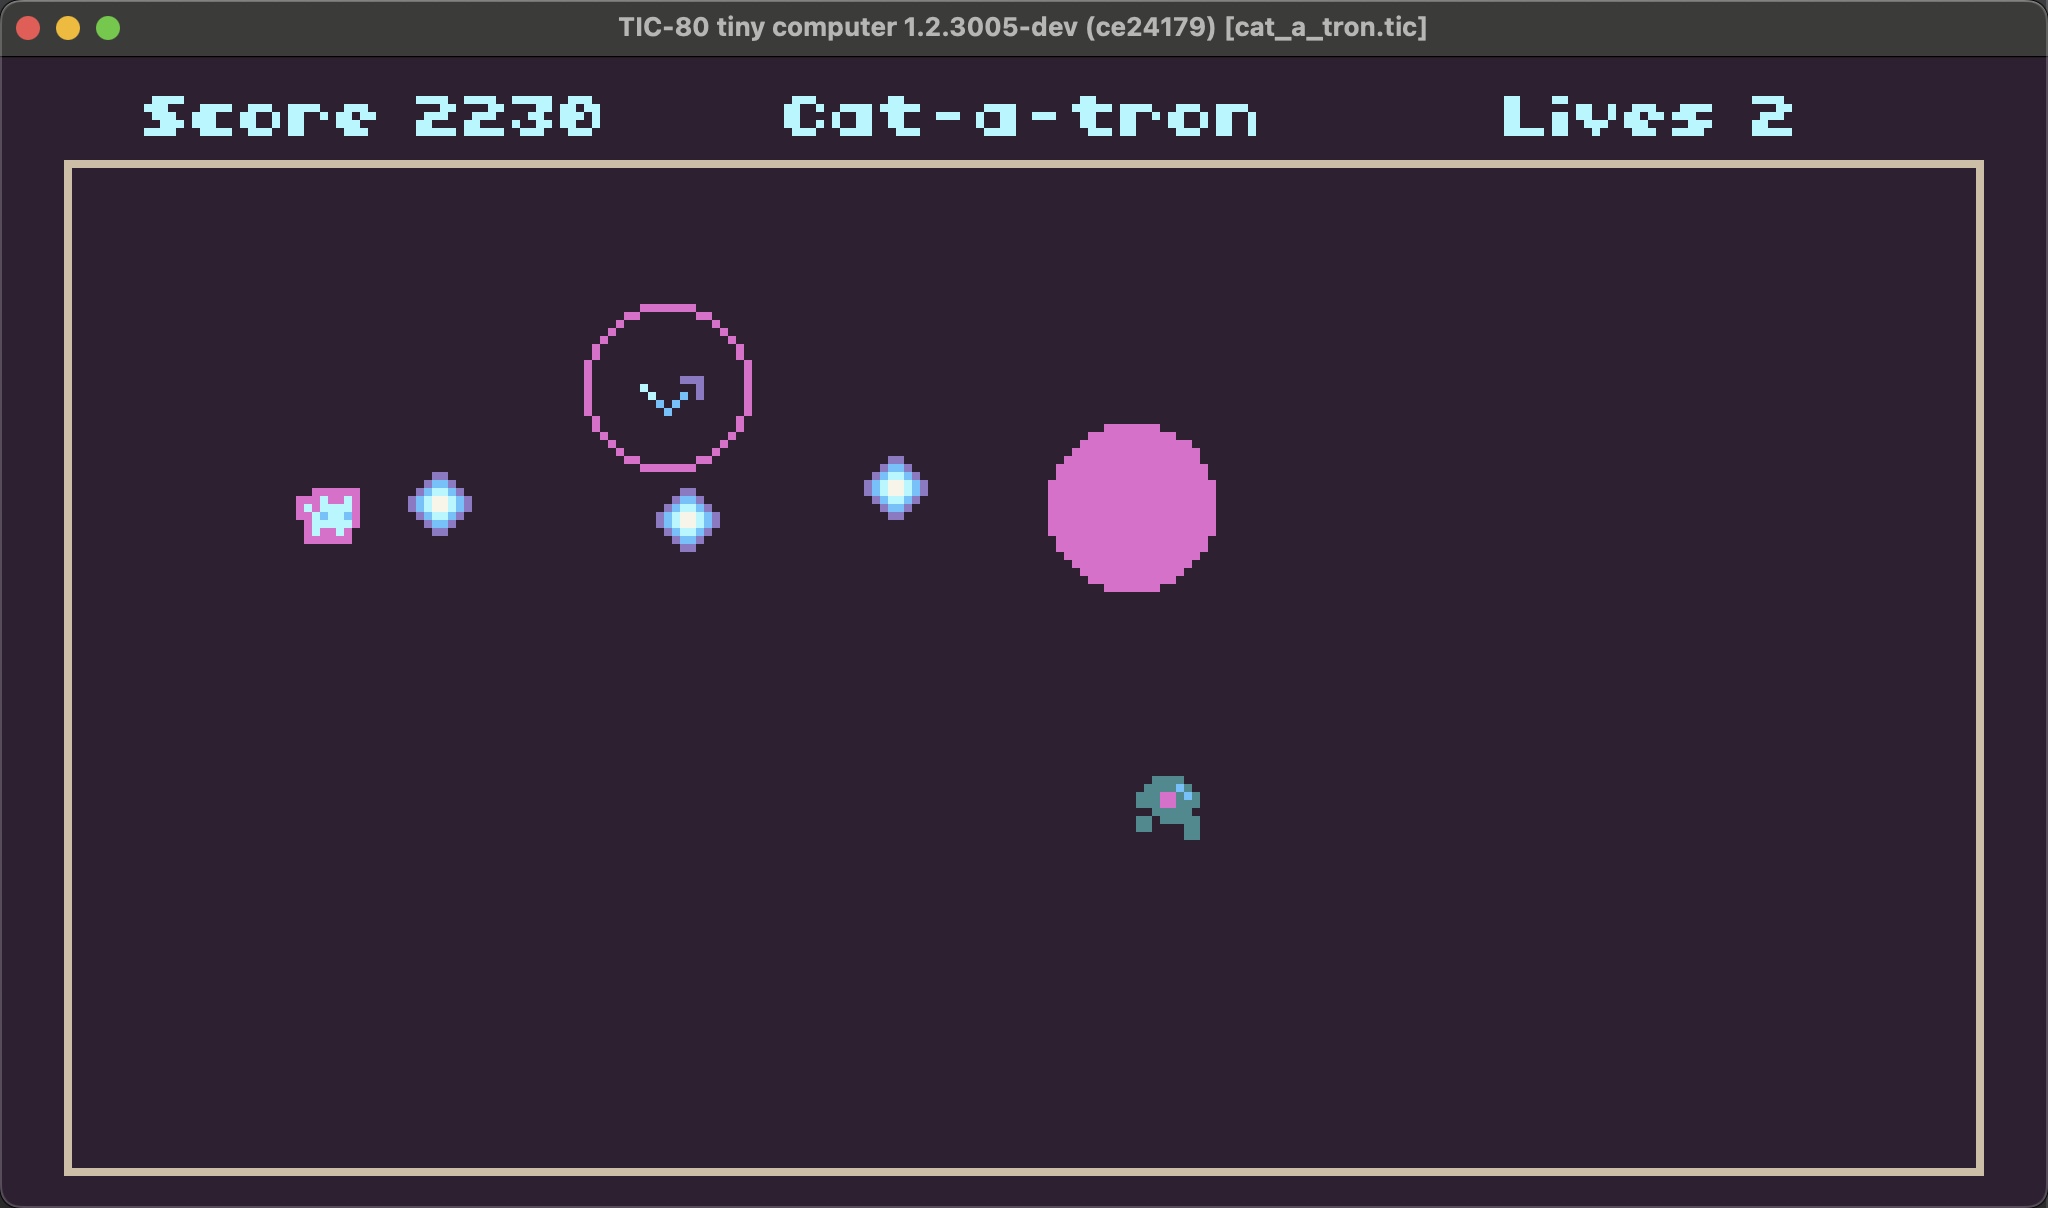 TIC-80 tiny computer 1.2.3005-dev (ce24179) [cat_a_tron.tic]
Score 2230 Cat-a-tron Lives 2